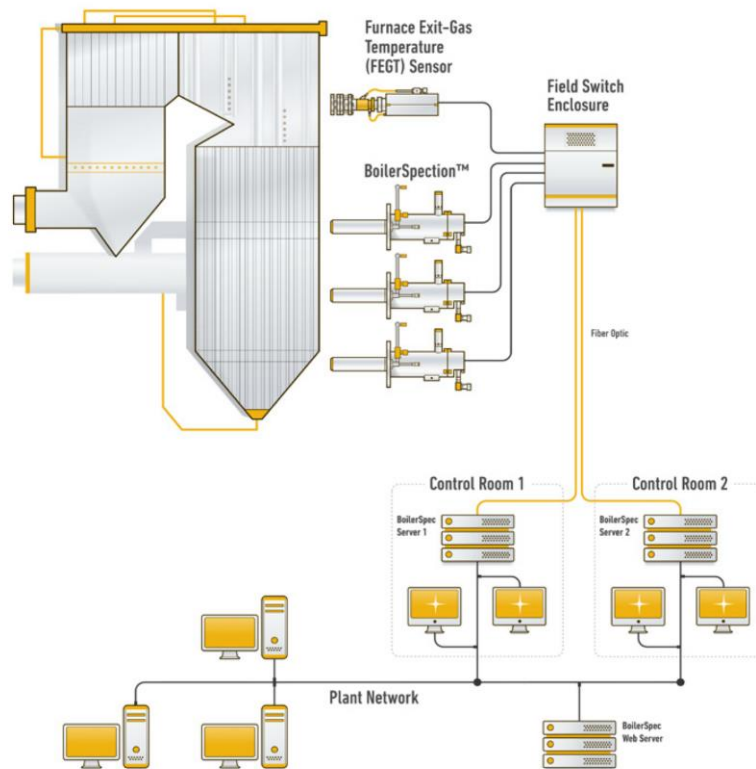 Furnace Exit-Gas
Temperature
(FEGT) Sensor
Field Switch
Enclosure
BoilerSpection™
Fiber Optic
Control Room 1
Control Room 2
BoilerSpec
Server 1
BoilerSpec
Server 2
Plant Network
BoilerSpec
Web Server